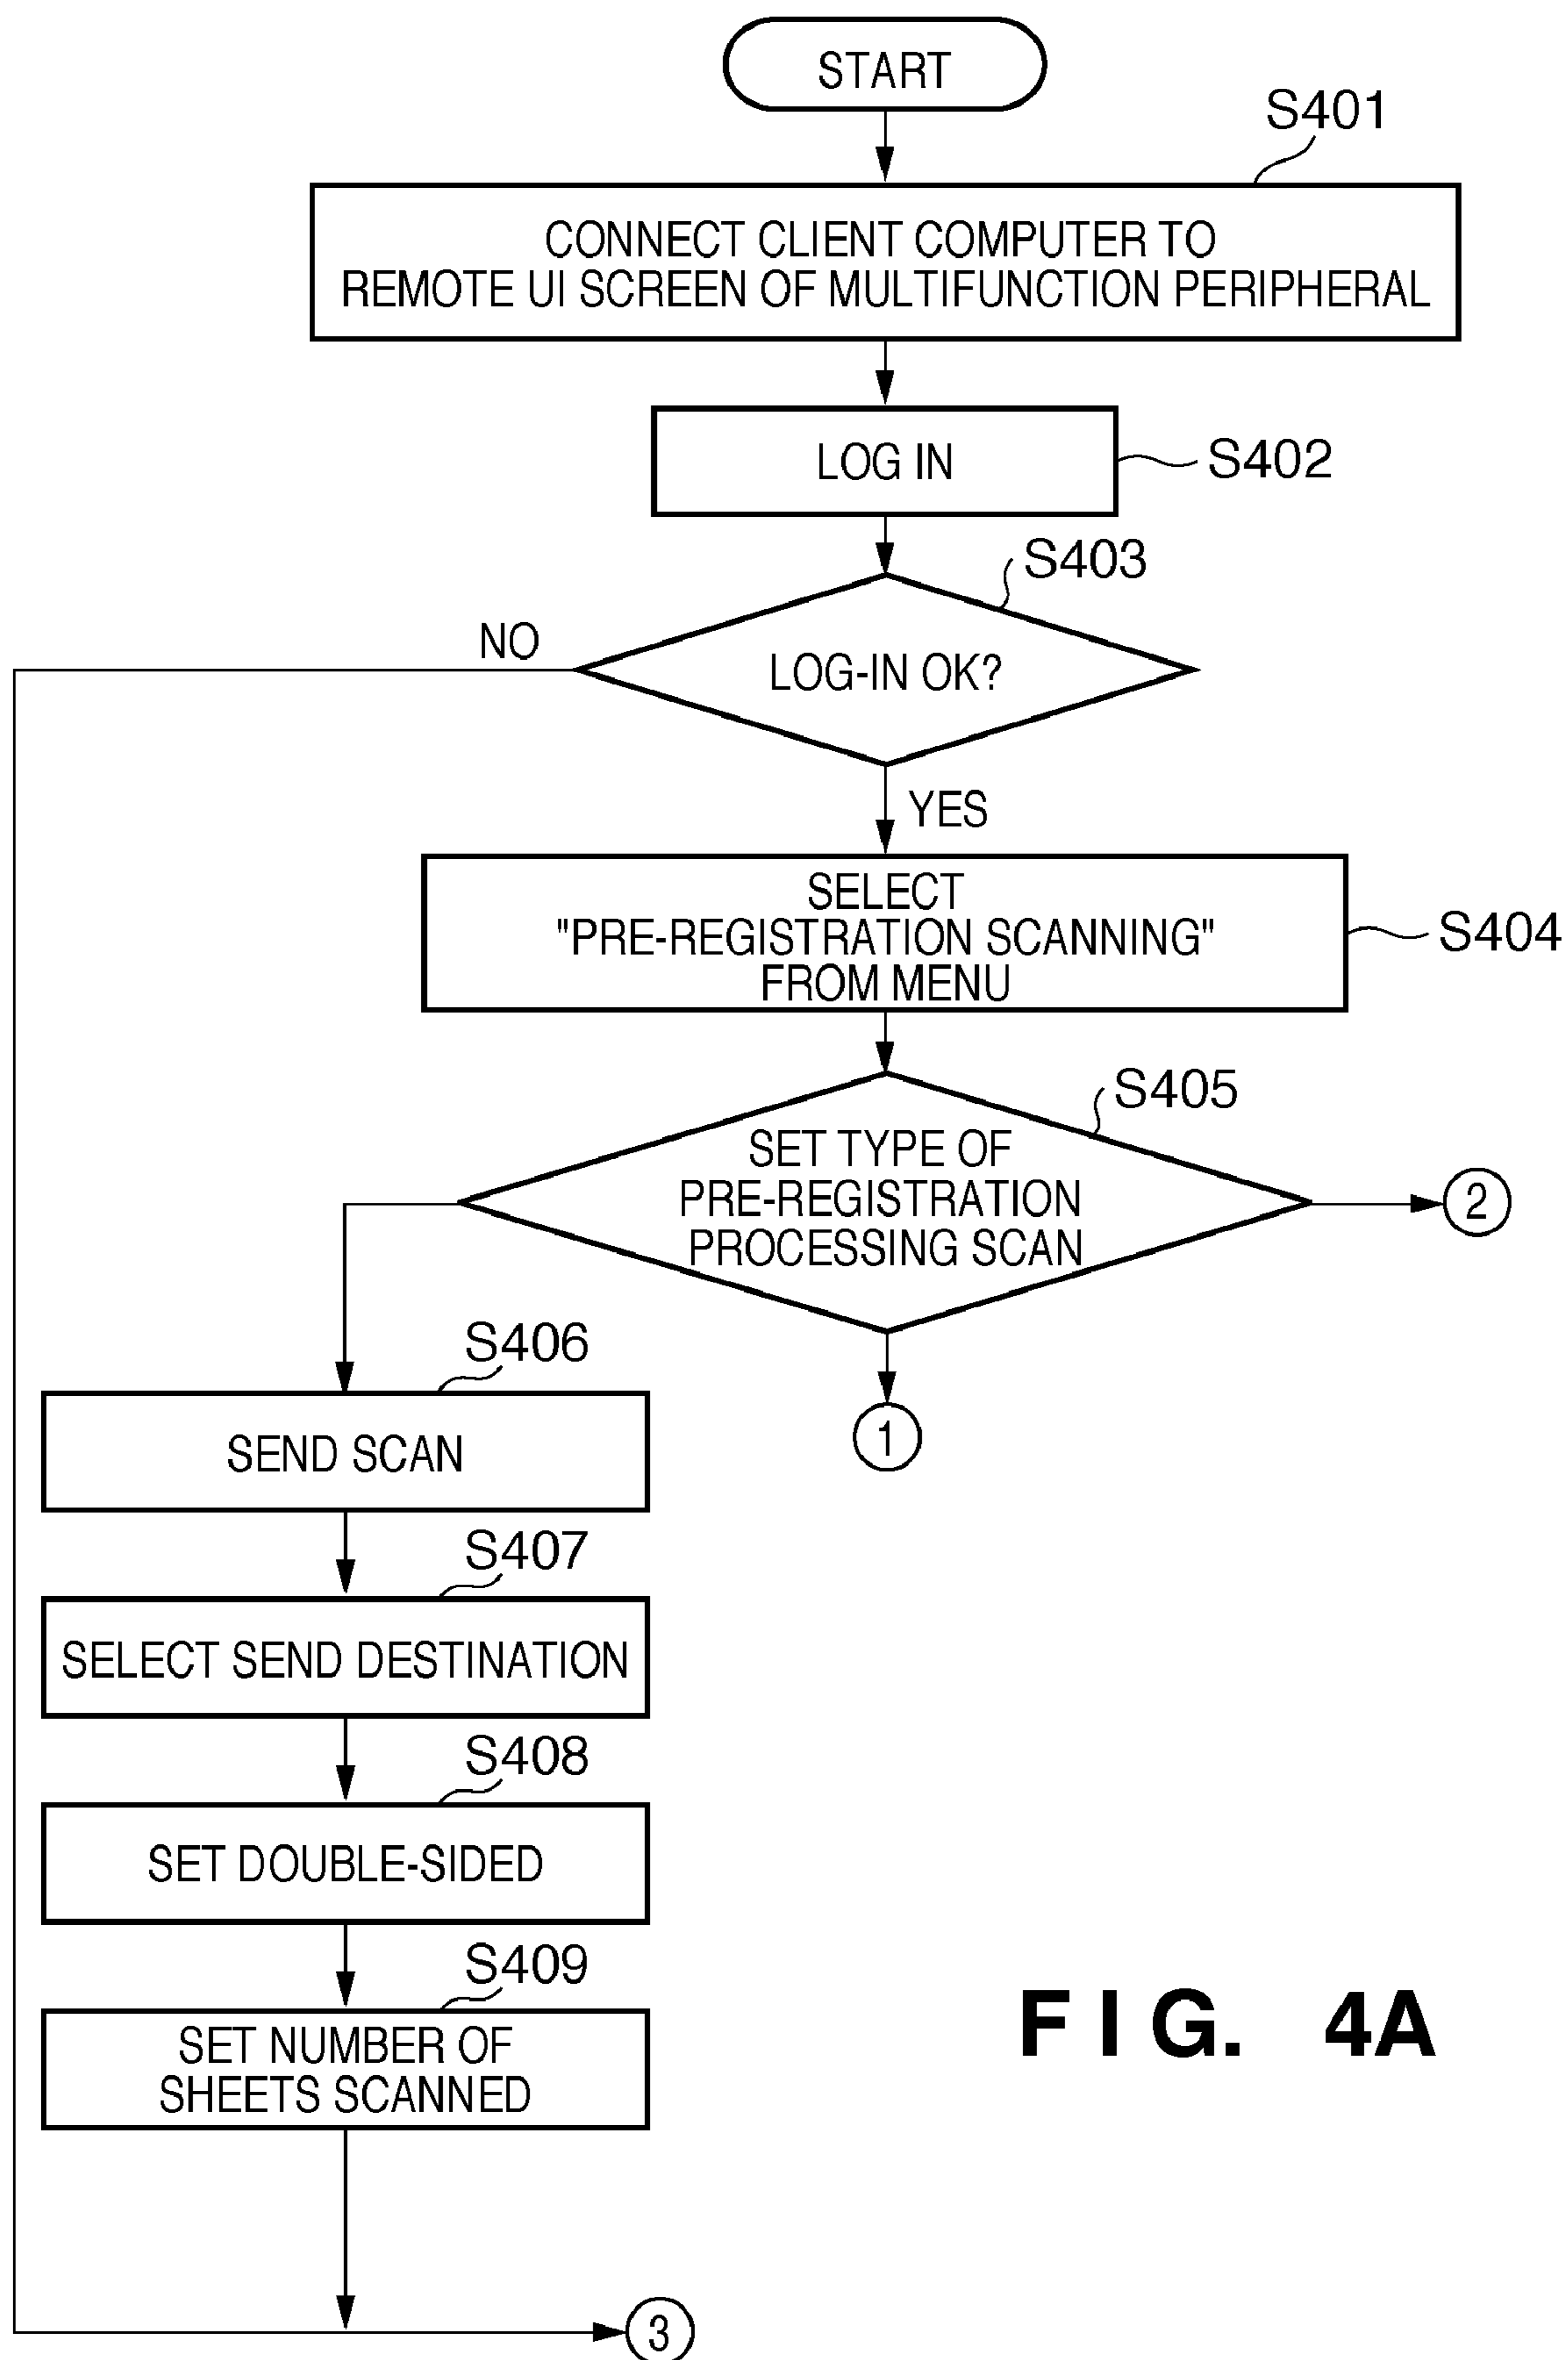 START
S401
CONNECT CLIENT COMPUTER TO
REMOTE UI SCREEN OF MULTIFUNCTION PERIPHERAL
LOG IN
S402
S403
NO
LOG-IN OK?
YES
SELECT
"PRE-REGISTRATION SCANNING"
FROM MENU
S404
S405
SET TYPE OF
PRE-REGISTRATION
PROCESSING SCAN
2
S406
SEND SCAN
1
S407
SELECT SEND DESTINATION
S408
SET DOUBLE-SIDED
S409
SET NUMBER OF
SHEETS SCANNED
FIG. 4A
3